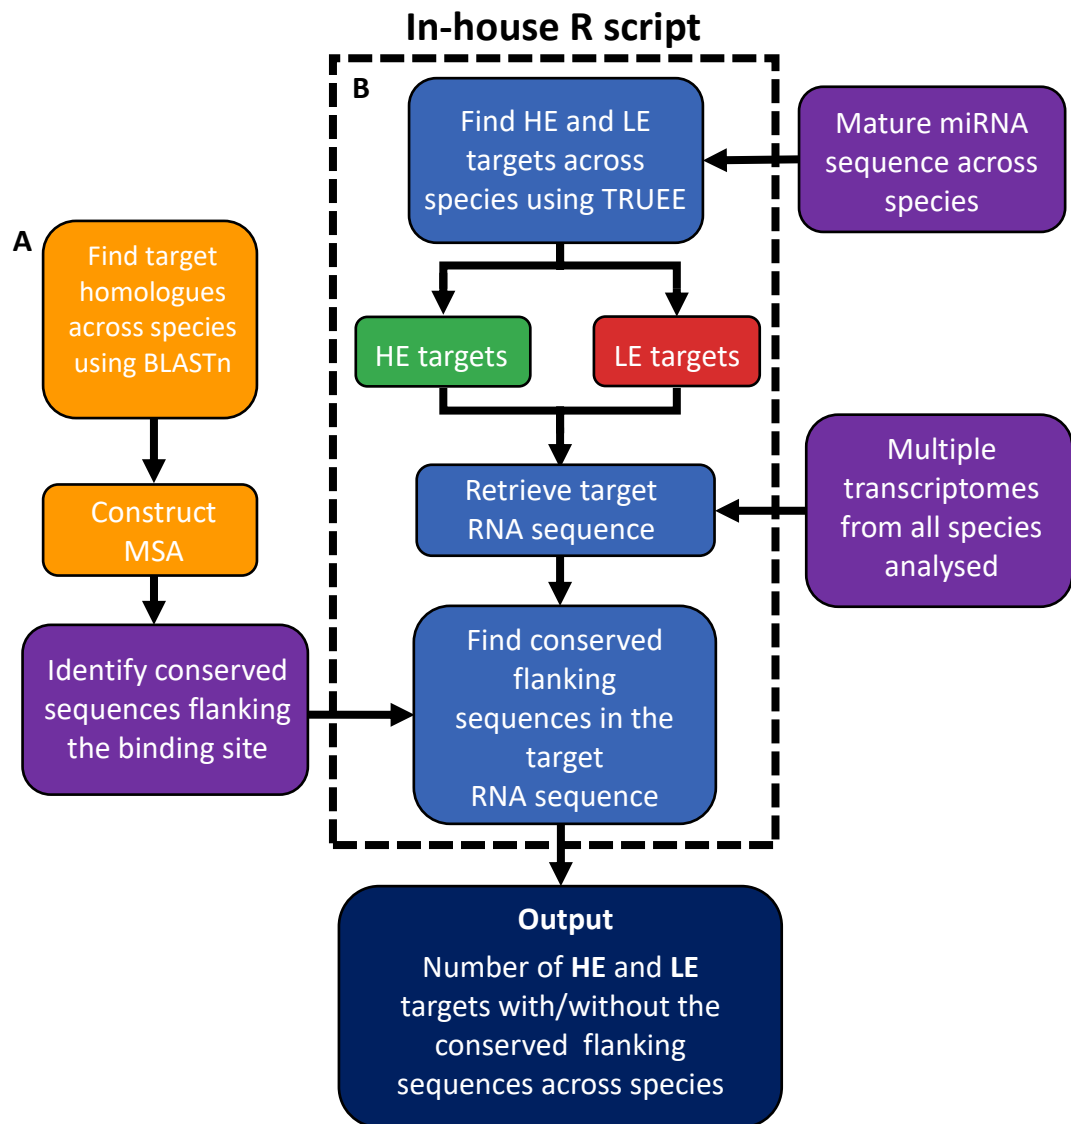 In-house R script
A
Find target
homologues
across species
using BLASTn
Construct
MSA
Identify conserved
sequences flanking
the binding site
B
Find HE and LE
targets across
species using TRUEE
Mature miRNA
sequence across
species
HE targets
LE targets
Retrieve target
RNA sequence
Multiple
transcriptomes
from all species
analysed
Find conserved
flanking
sequences in the
target
RNA sequence
Output
Number of HE and LE
targets with/without the
conserved flanking
sequences across species